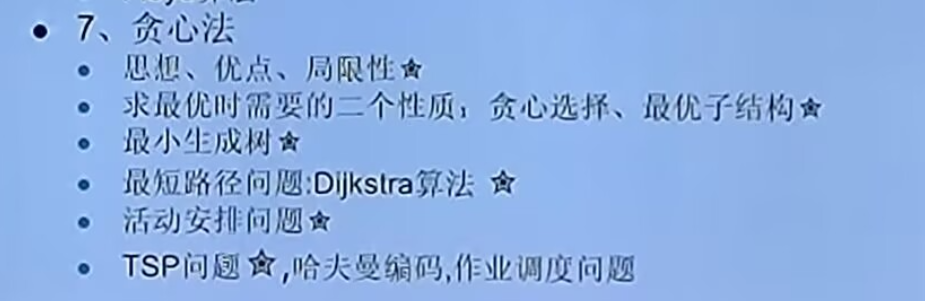 • 7、贪心法
• 思想、优点、局限性☆
• 求最优时需要的二个性质；贪心选择、最优子结构☆
• 最小生成树☆
• 最短路径问题:Dijkstra算法 ☆
• 活动安排问题☆
• TSP问题☆,哈夫曼编码,作业调度问题